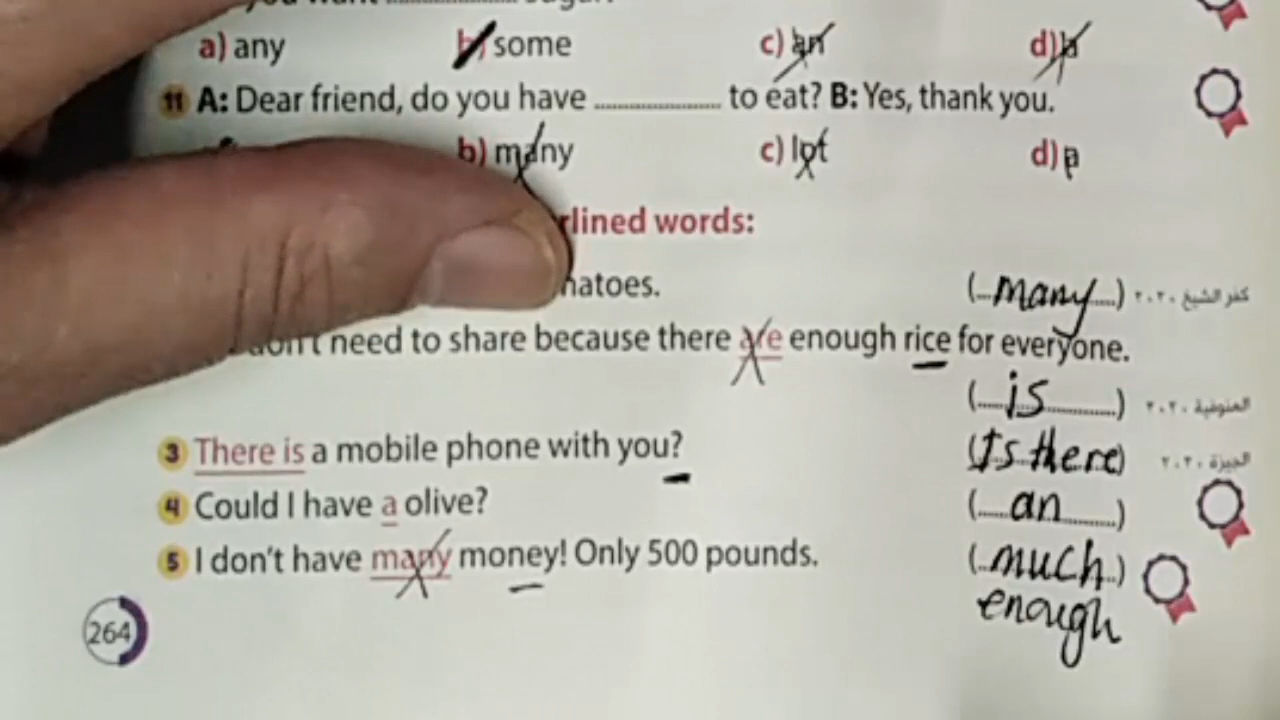 a) any b) some c) an d) a
11 A: Dear friend, do you have ............... to eat? B: Yes, thank you.
b) many c) lot d) a
rlined words:
matoes. (..many....) كفر الشيخ ٢٠٢٠
don't need to share because there are enough rice for everyone.
(....is..........) المنوفية ٢٠٢٠
3 There is a mobile phone with you? (Is there) الجيزة ٢٠٢٠
4 Could I have a olive? (....an........)
5 I don't have many money! Only 500 pounds. (.much.)
enough
264